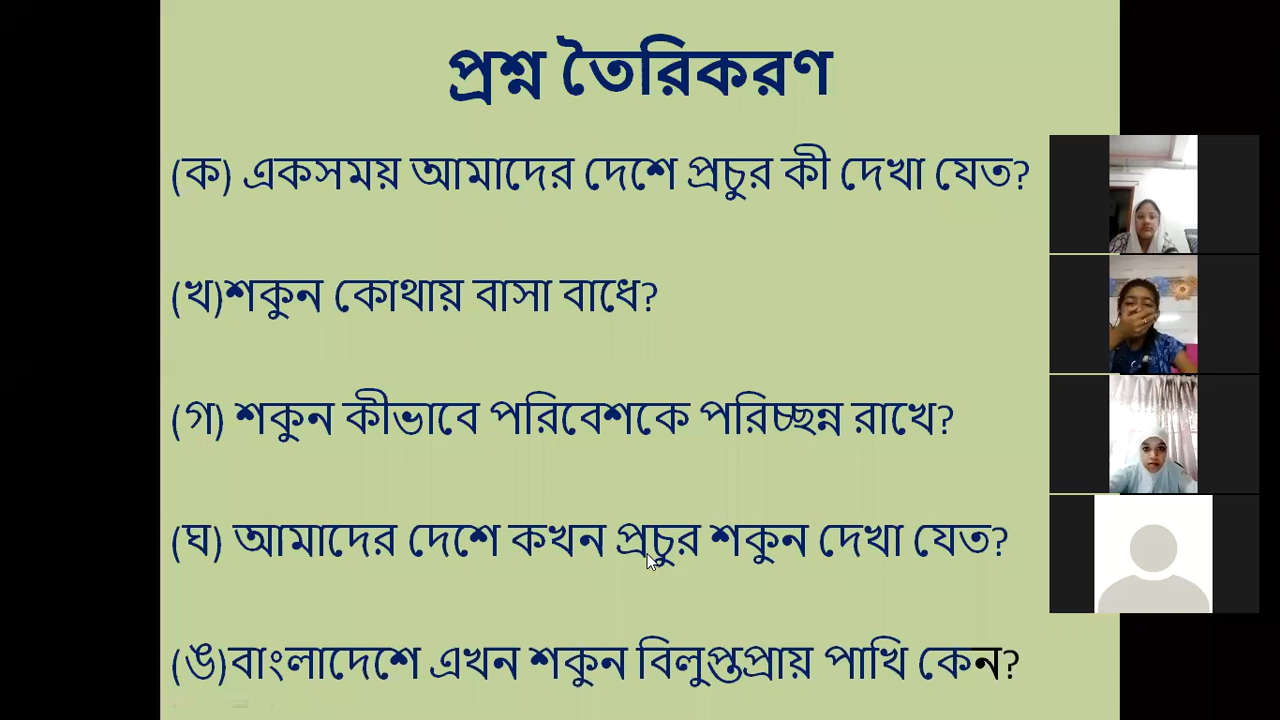 প্রশ্ন তৈরিকরণ
(ক) একসময় আমাদের দেশে প্রচুর কী দেখা যেত?
(খ)শকুন কোথায় বাসা বাধে?
(গ) শকুন কীভাবে পরিবেশকে পরিচ্ছন্ন রাখে?
(ঘ) আমাদের দেশে কখন প্রচুর শকুন দেখা যেত?
(ঙ)বাংলাদেশে এখন শকুন বিলুপ্তপ্রায় পাখি কেন?